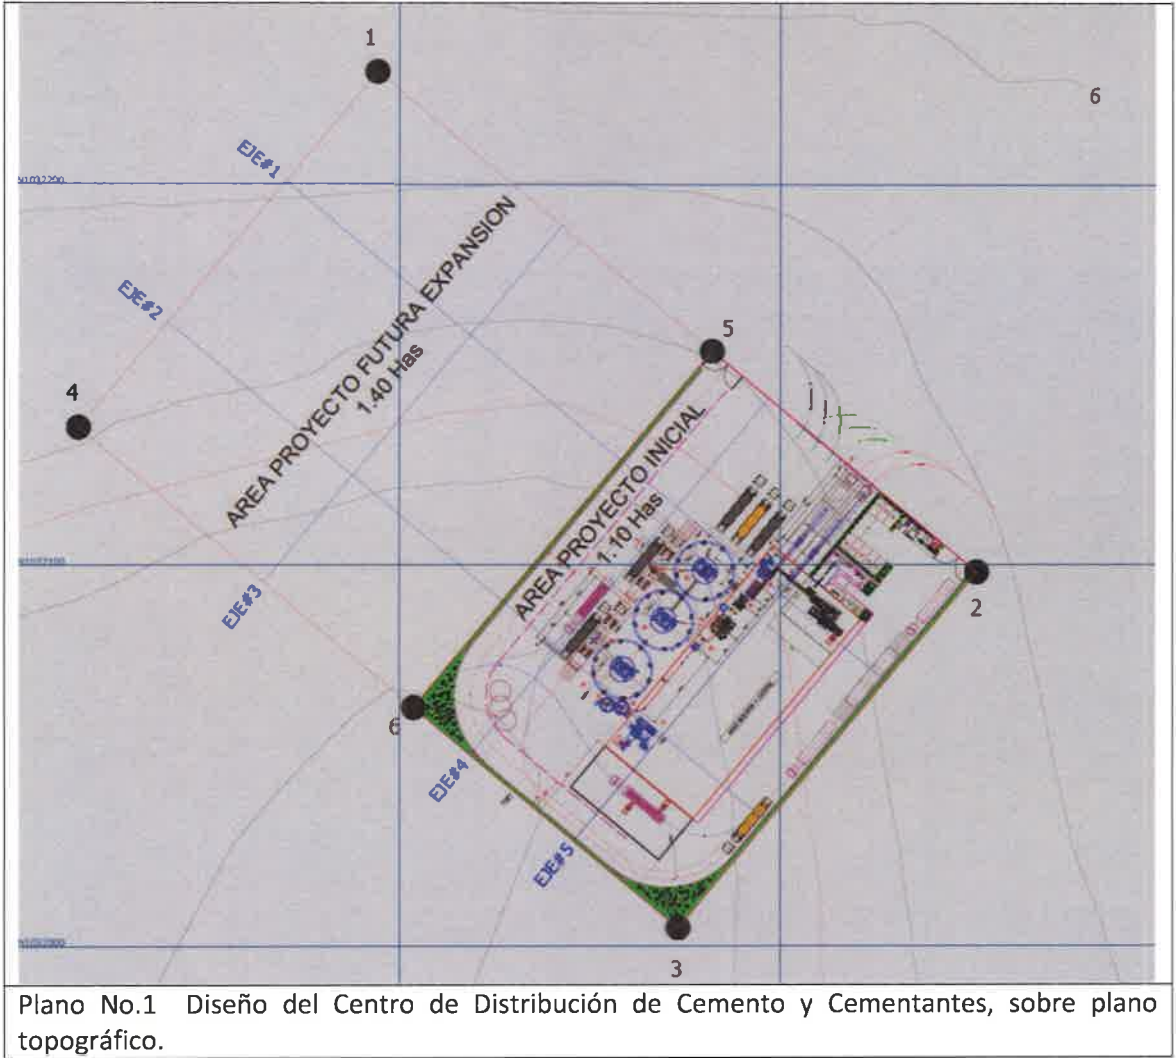 1
6
EJE#1
EJE#2
AREA PROYECTO FUTURA EXPANSION
1.40 Has
5
4
AREA PROYECTO INICIAL
1.10 Has
EJE#3
2
6
EJE#4
EJE#5
3
Plano No.1 Diseño del Centro de Distribución de Cemento y Cementantes, sobre plano
topográfico.